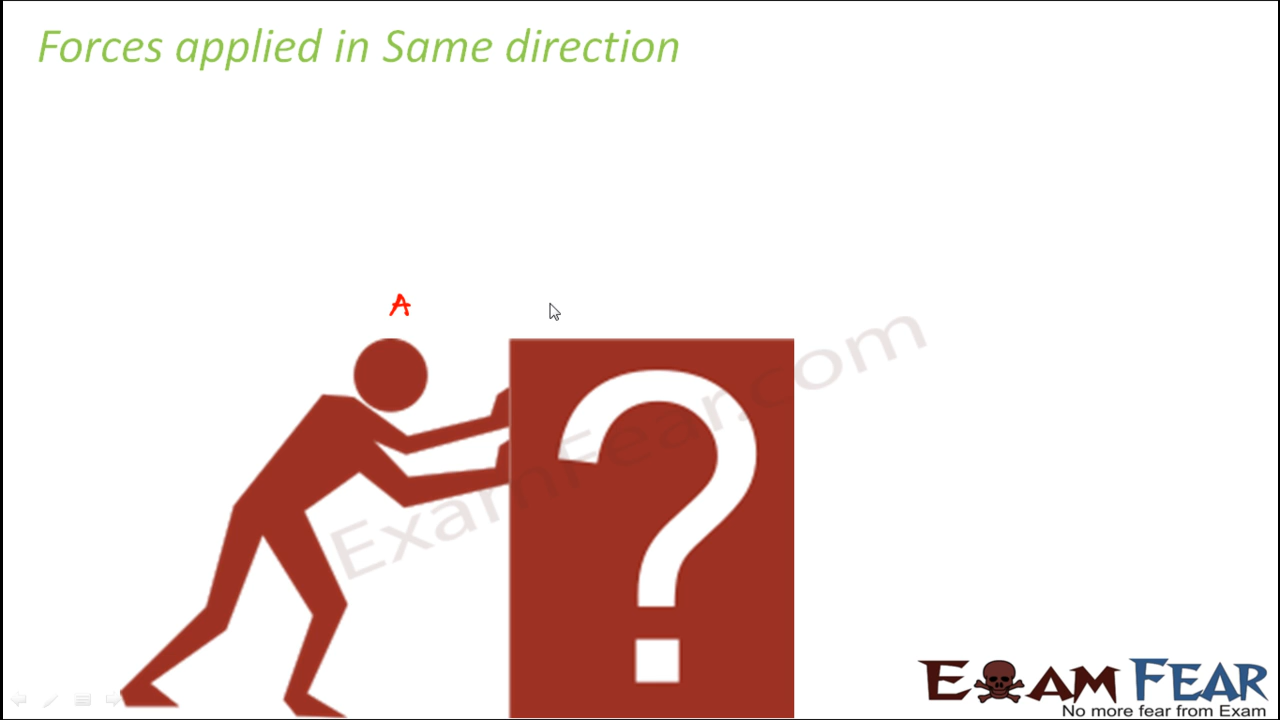 Forces applied in Same direction
A
?
ExamFear.com
EXAM FEAR
No more fear from Exam